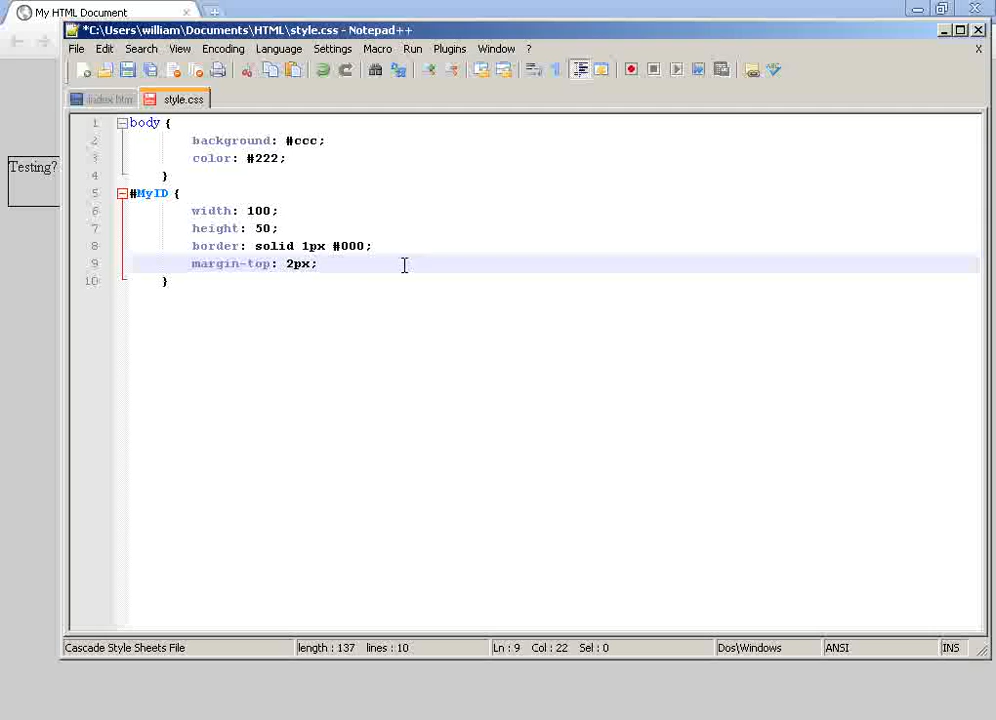 My HTML Document
*C:\Users\william\Documents\HTML\style.css - Notepad++
File Edit Search View Encoding Language Settings Macro Run Plugins Window ? X
index.htm style.css
1 body {
2 background: #ccc;
3 color: #222;
4 }
5 #MyID {
6 width: 100;
7 height: 50;
8 border: solid 1px #000;
9 margin-top: 2px;
10 }
Testing?
Cascade Style Sheets File length : 137 lines : 10 Ln : 9 Col : 22 Sel : 0 Dos\Windows ANSI INS